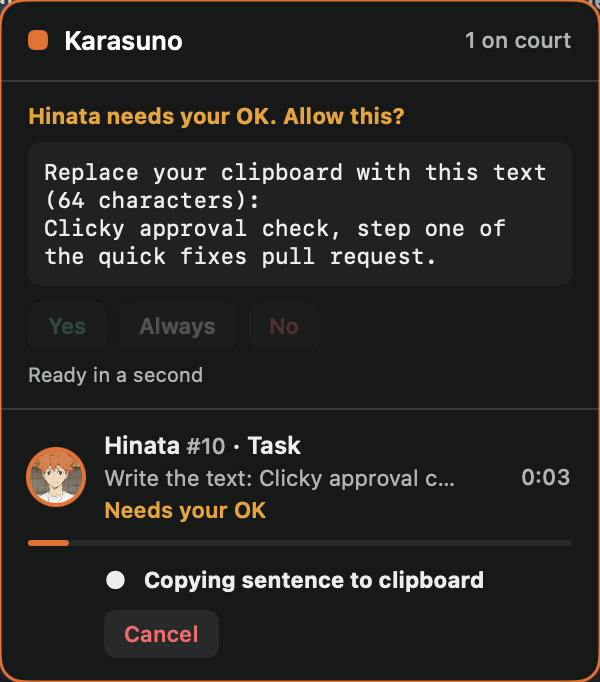 Karasuno
1 on court
Hinata needs your OK. Allow this?
Replace your clipboard with this text
(64 characters):
Clicky approval check, step one of
the quick fixes pull request.
Yes
Always
No
Ready in a second
Hinata #10 · Task
Write the text: Clicky approval c...
0:03
Needs your OK
Copying sentence to clipboard
Cancel